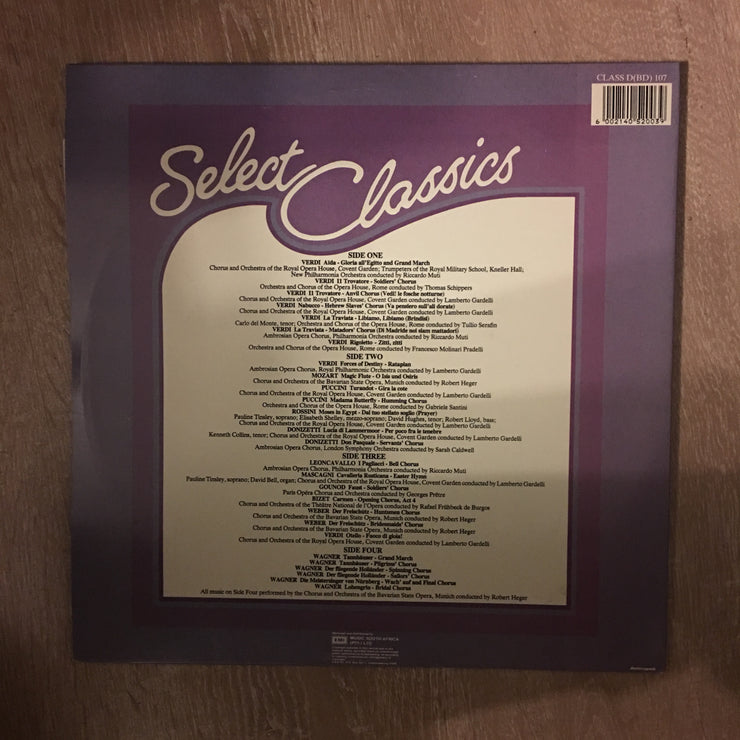 CLASS D(BD) 107
6 002140 520039
Select Classics
SIDE ONE
VERDI Aida - Gloria all'Egitto and Grand March
Chorus and Orchestra of the Royal Opera House, Covent Garden; Trumpeters of the Royal Military School, Kneller Hall;
New Philharmonia Orchestra conducted by Riccardo Muti
VERDI Il Trovatore - Soldiers' Chorus
Orchestra and Chorus of the Opera House, Rome conducted by Thomas Schippers
VERDI Il Trovatore - Anvil Chorus (Vedi! le fosche notturne)
Chorus and Orchestra of the Royal Opera House, Covent Garden conducted by Lamberto Gardelli
VERDI Nabucco - Hebrew Slaves' Chorus (Va pensiero sull'ali dorate)
Chorus and Orchestra of the Royal Opera House, Covent Garden conducted by Lamberto Gardelli
VERDI La Traviata - Libiamo, Libiamo (Brindisi)
Carlo del Monte, tenor; Orchestra and Chorus of the Opera House, Rome conducted by Tullio Serafin
VERDI La Traviata - Matadors' Chorus (Di Madride noi siam mattadori)
Ambrosian Opera Chorus, Philharmonia Orchestra conducted by Riccardo Muti
VERDI Rigoletto - Zitti, zitti
Orchestra and Chorus of the Opera House, Rome conducted by Francesco Molinari Pradelli
SIDE TWO
VERDI Forces of Destiny - Rataplan
Ambrosian Opera Chorus, Royal Philharmonic Orchestra conducted by Lamberto Gardelli
MOZART Magic Flute - O Isis und Osiris
Chorus and Orchestra of the Bavarian State Opera, Munich conducted by Robert Heger
PUCCINI Turandot - Gira la cote
Chorus and Orchestra of the Royal Opera House, Covent Garden conducted by Lamberto Gardelli
PUCCINI Madama Butterfly - Humming Chorus
Orchestra and Chorus of the Opera House, Rome conducted by Gabriele Santini
ROSSINI Moses in Egypt - Dal tuo stellato soglio (Prayer)
Pauline Tinsley, soprano; Elisabeth Shelley, mezzo-soprano; David Hughes, tenor; Robert Lloyd, bass;
Chorus and Orchestra of the Royal Opera House, Covent Garden conducted by Lamberto Gardelli
DONIZETTI Lucia di Lammermoor - Per poco fra le tenebre
Kenneth Collins, tenor; Chorus and Orchestra of the Royal Opera House, Covent Garden conducted by Lamberto Gardelli
DONIZETTI Don Pasquale - Servants' Chorus
Ambrosian Opera Chorus, London Symphony Orchestra conducted by Sarah Caldwell
SIDE THREE
LEONCAVALLO I Pagliacci - Bell Chorus
Ambrosian Opera Chorus, Philharmonia Orchestra conducted by Riccardo Muti
MASCAGNI Cavalleria Rusticana - Easter Hymn
Pauline Tinsley, soprano; David Bell, organ; Chorus and Orchestra of the Royal Opera House, Covent Garden conducted by Lamberto Gardelli
GOUNOD Faust - Soldiers' Chorus
Paris Opéra Chorus and Orchestra conducted by Georges Prêtre
BIZET Carmen - Opening Chorus, Act 4
Chorus and Orchestra of the Théâtre National de l'Opera conducted by Rafael Frühbeck de Burgos
WEBER Der Freischütz - Huntsmen Chorus
Chorus and Orchestra of the Bavarian State Opera, Munich conducted by Robert Heger
WEBER Der Freischütz - Bridesmaids' Chorus
Chorus and Orchestra of the Bavarian State Opera, Munich conducted by Robert Heger
VERDI Otello - Fuoco di gioia!
Chorus and Orchestra of the Royal Opera House, Covent Garden conducted by Lamberto Gardelli
SIDE FOUR
WAGNER Tannhäuser - Grand March
WAGNER Tannhäuser - Pilgrims' Chorus
WAGNER Der fliegende Holländer - Spinning Chorus
WAGNER Der fliegende Holländer - Sailors' Chorus
WAGNER Die Meistersinger von Nürnberg - Wach' auf and Final Chorus
WAGNER Lohengrin - Bridal Chorus
All music on Side Four performed by the Chorus and Orchestra of the Bavarian State Opera, Munich conducted by Robert Heger
EMI MUSIC SOUTH AFRICA
(PTY) LTD